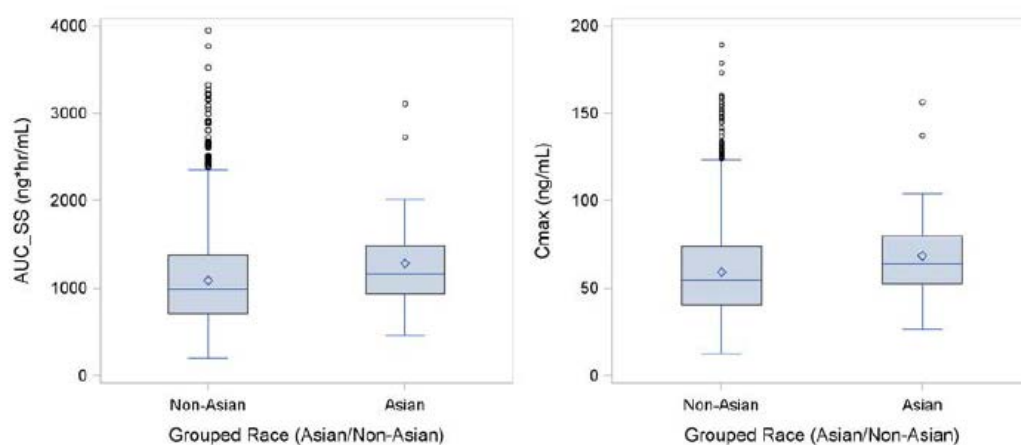 4000
3000
2000
1000
0
AUC_SS (ng*hr/mL)
Non-Asian
Asian
Grouped Race (Asian/Non-Asian)
200
150
100
50
0
Cmax (ng/mL)
Non-Asian
Asian
Grouped Race (Asian/Non-Asian)